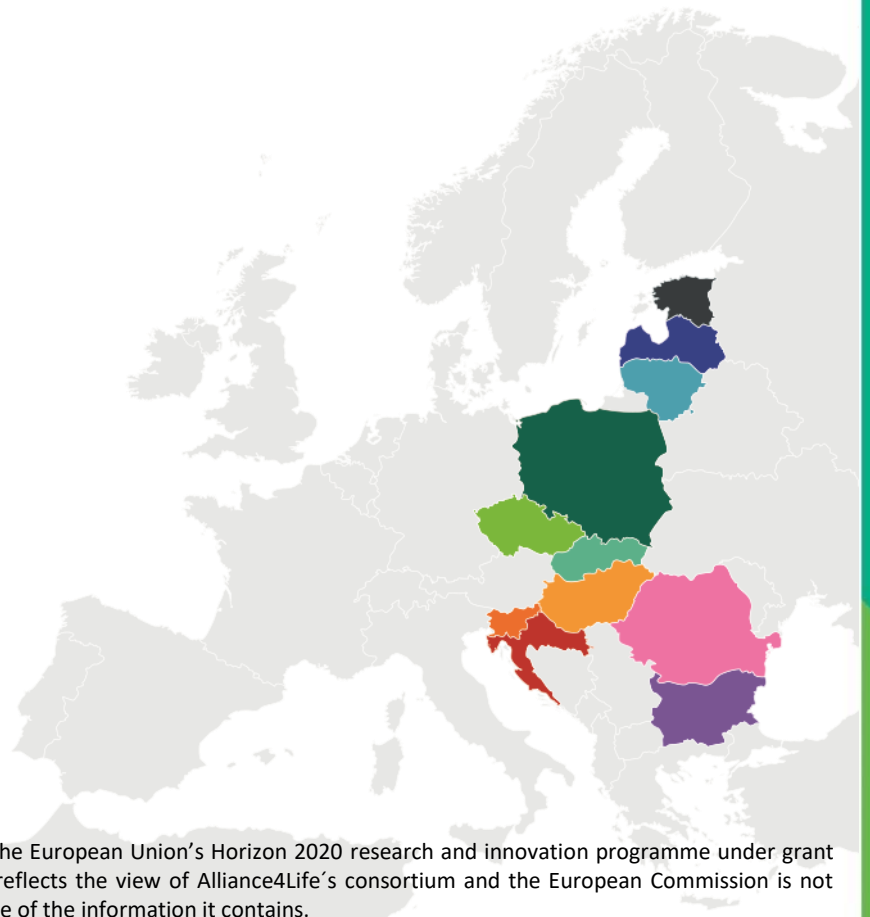 he European Union’s Horizon 2020 research and innovation programme under grant
reflects the view of Alliance4Life´s consortium and the European Commission is not
e of the information it contains.